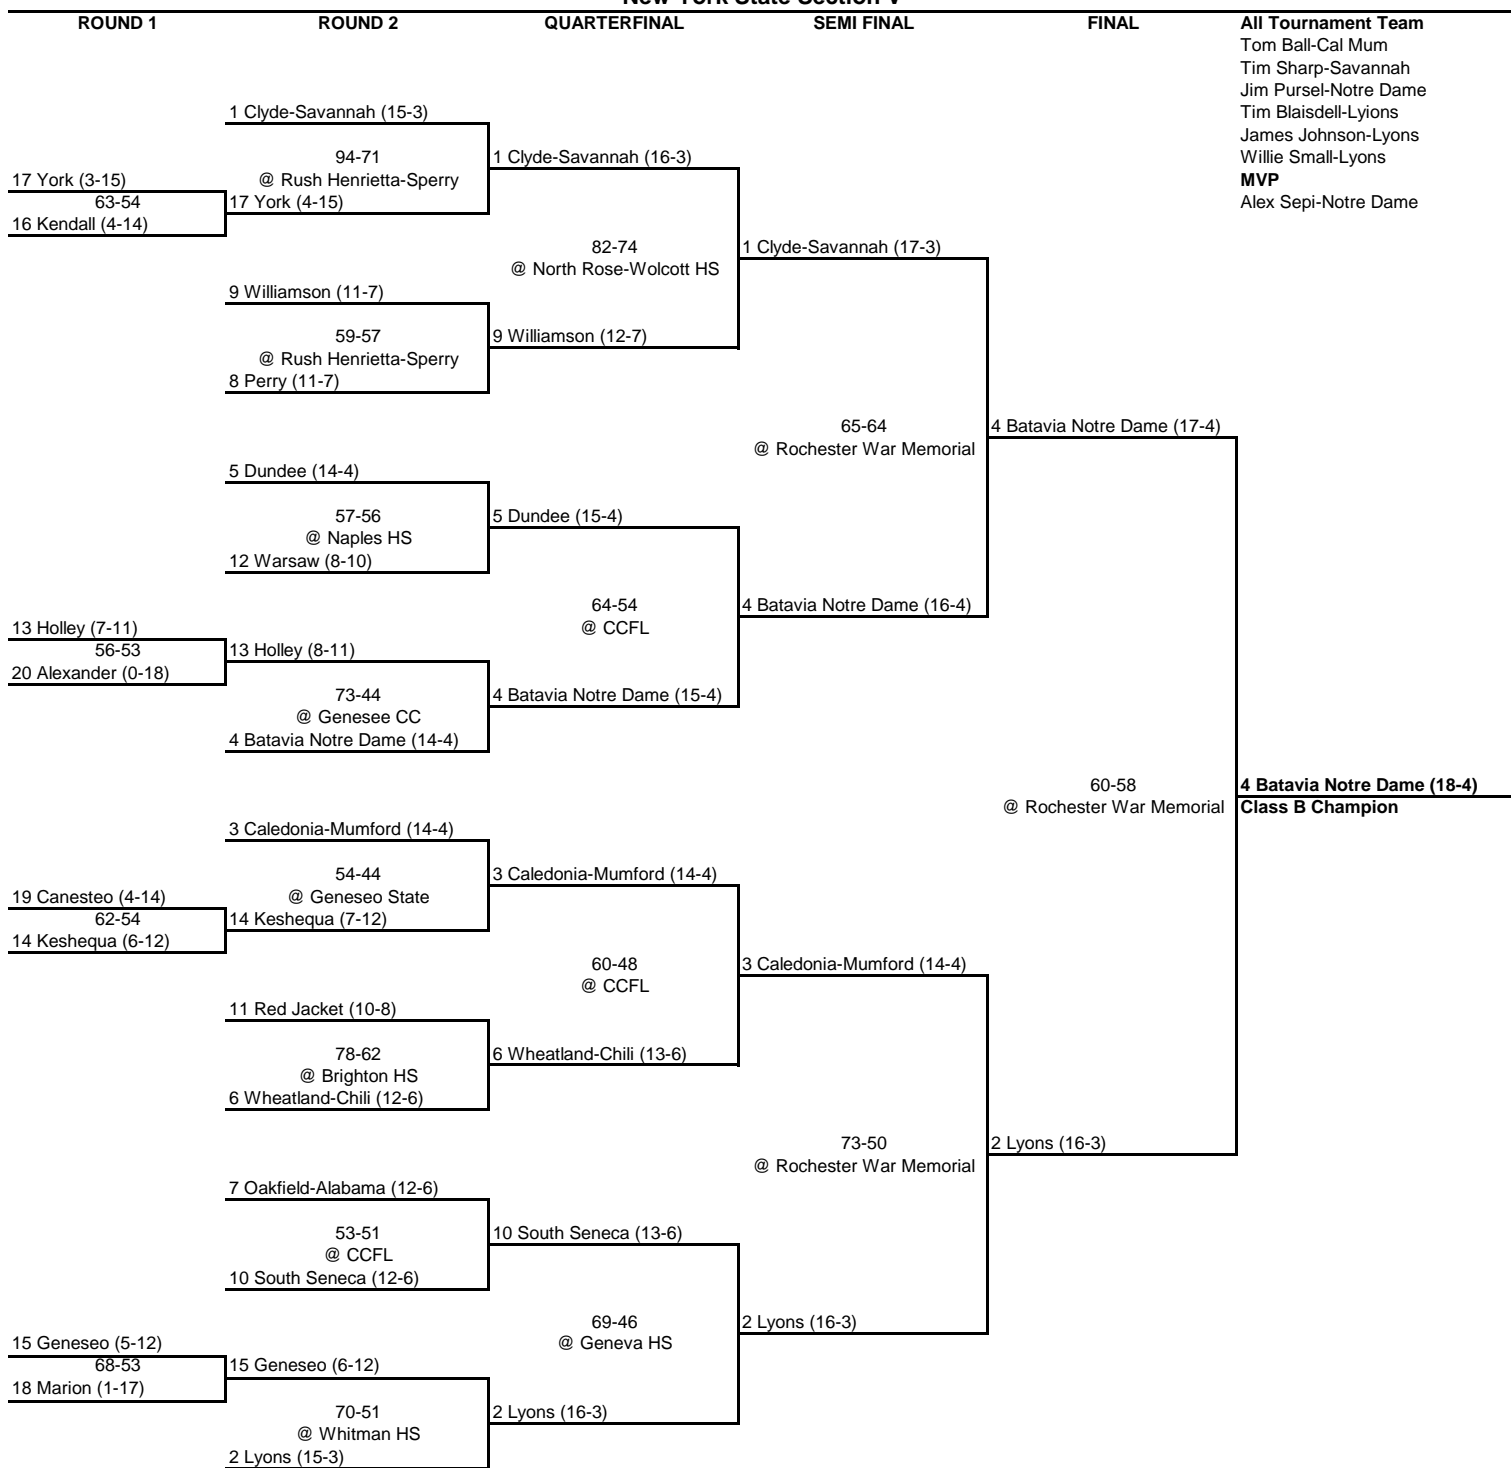 ROUND 1
ROUND 2
QUARTERFINAL
SEMI FINAL
FINAL
All Tournament Team
Tom Ball-Cal Mum
Tim Sharp-Savannah
Jim Pursel-Notre Dame
Tim Blaisdell-Lyions
James Johnson-Lyons
Willie Small-Lyons
MVP
Alex Sepi-Notre Dame
17 York (3-15)
63-54
16 Kendall (4-14)
13 Holley (7-11)
56-53
20 Alexander (0-18)
19 Canesteo (4-14)
62-54
14 Keshequa (6-12)
15 Geneseo (5-12)
68-53
18 Marion (1-17)
1 Clyde-Savannah (15-3)
94-71
@ Rush Henrietta-Sperry
17 York (4-15)
9 Williamson (11-7)
59-57
@ Rush Henrietta-Sperry
8 Perry (11-7)
5 Dundee (14-4)
57-56
@ Naples HS
12 Warsaw (8-10)
13 Holley (8-11)
73-44
@ Genesee CC
4 Batavia Notre Dame (14-4)
3 Caledonia-Mumford (14-4)
54-44
@ Geneseo State
14 Keshequa (7-12)
11 Red Jacket (10-8)
78-62
@ Brighton HS
6 Wheatland-Chili (12-6)
7 Oakfield-Alabama (12-6)
53-51
@ CCFL
10 South Seneca (12-6)
15 Geneseo (6-12)
70-51
@ Whitman HS
2 Lyons (15-3)
1 Clyde-Savannah (16-3)
82-74
@ North Rose-Wolcott HS
9 Williamson (12-7)
5 Dundee (15-4)
64-54
@ CCFL
4 Batavia Notre Dame (15-4)
3 Caledonia-Mumford (14-4)
60-48
@ CCFL
6 Wheatland-Chili (13-6)
10 South Seneca (13-6)
69-46
@ Geneva HS
2 Lyons (16-3)
1 Clyde-Savannah (17-3)
65-64
@ Rochester War Memorial
4 Batavia Notre Dame (16-4)
3 Caledonia-Mumford (14-4)
73-50
@ Rochester War Memorial
2 Lyons (16-3)
4 Batavia Notre Dame (17-4)
60-58
@ Rochester War Memorial
2 Lyons (16-3)
4 Batavia Notre Dame (18-4)
Class B Champion